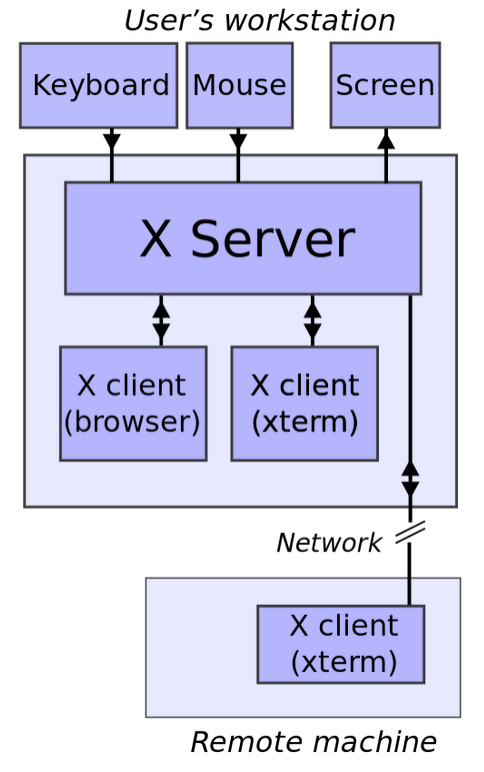 User’s workstation
Keyboard
Mouse
Screen
X Server
X client
(browser)
X client
(xterm)
Network
X client
(xterm)
Remote machine